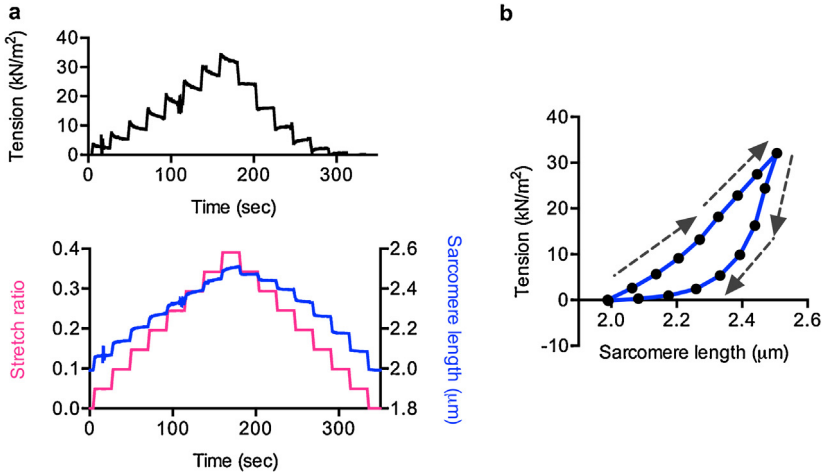 a
Tension (kN/m²)
40
30
20
10
0
0 100 200 300
Time (sec)
Stretch ratio
0.4
0.3
0.2
0.1
0.0
2.6
2.4
2.2
2.0
1.8
Sarcomere length (μm)
0 100 200 300
Time (sec)
b
Tension (kN/m²)
40
30
20
10
0
-10
2.0 2.2 2.4 2.6
Sarcomere length (μm)